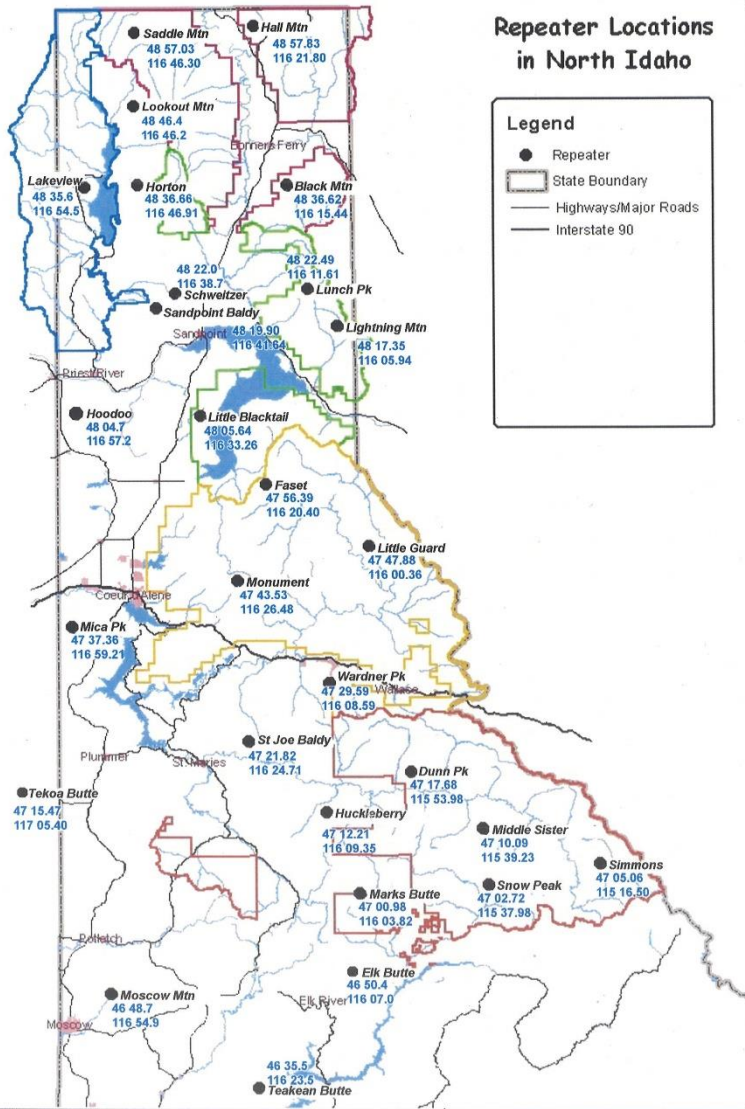 Repeater Locations
in North Idaho
Legend
Repeater
State Boundary
Highways/Major Roads
Interstate 90
Saddle Mtn
48 57.03
116 46.30
Hall Mtn
48 57.83
116 21.80
Lookout Mtn
48 46.4
116 46.2
Bonners Ferry
Lakeview
48 35.6
116 54.5
Horton
48 36.66
116 46.91
Black Mtn
48 36.62
116 15.44
48 22.0
116 38.7
Schweitzer
48 22.49
116 11.61
Lunch Pk
Sandpoint Baldy
Sandpoint
48 19.90
116 41.64
Lightning Mtn
48 17.35
116 05.94
Priest River
Hoodoo
48 04.7
116 57.2
Little Blacktail
48 05.64
116 33.26
Faset
47 56.39
116 20.40
Little Guard
47 47.88
116 00.36
Monument
47 43.53
116 26.48
Coeur d'Alene
Mica Pk
47 37.36
116 59.21
Wardner Pk
47 29.59
116 08.59
Wallace
St Joe Baldy
47 21.82
116 24.71
Plummer
St. Maries
Dunn Pk
47 17.68
115 53.98
Tekoa Butte
47 15.47
117 05.40
Huckleberry
47 12.21
116 09.35
Middle Sister
47 10.09
115 39.23
Simmons
47 05.06
115 16.50
Snow Peak
47 02.72
115 37.98
Marks Butte
47 00.98
116 03.82
Potlatch
Elk Butte
46 50.4
116 07.0
Elk River
Moscow Mtn
46 48.7
116 54.9
Moscow
46 35.5
116 23.5
Teakean Butte